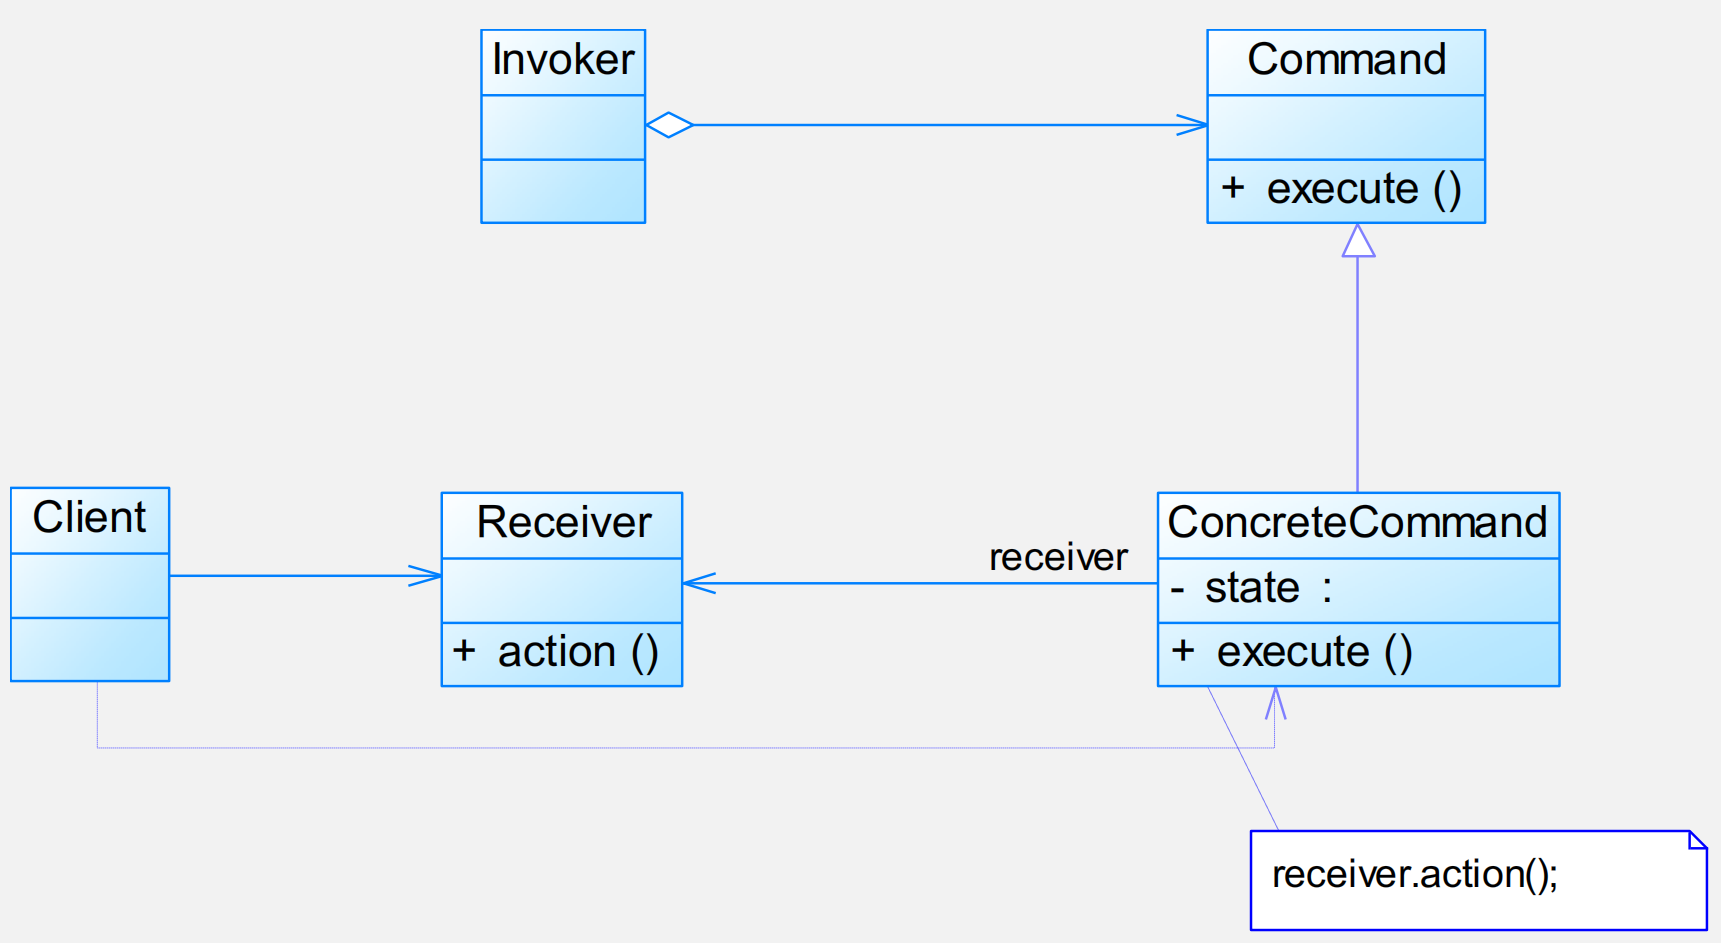 Invoker
Command
+ execute ()
Client
Receiver
+ action ()
receiver
ConcreteCommand
- state :
+ execute ()
receiver.action();